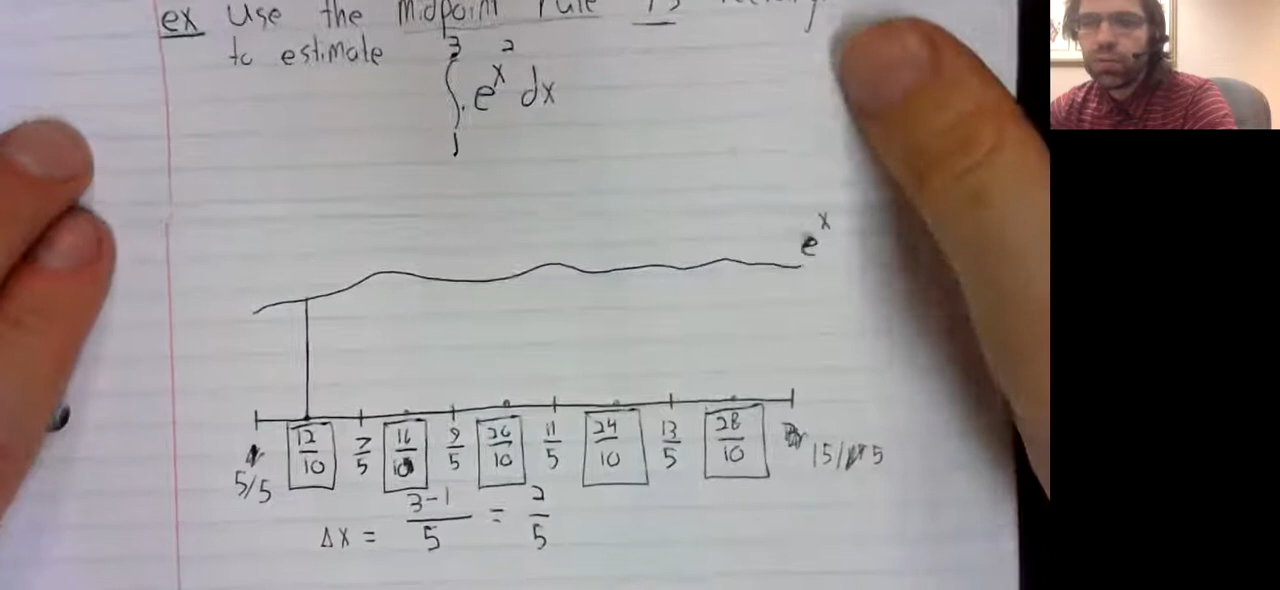 ex Use the midpoint rule
to estimate ∫₁³ e^x² dx
e^x
5/5 12/10 7/5 16/10 9/5 20/10 11/5 24/10 13/5 28/10 15/5
Δx = 3-1/5 = 2/5